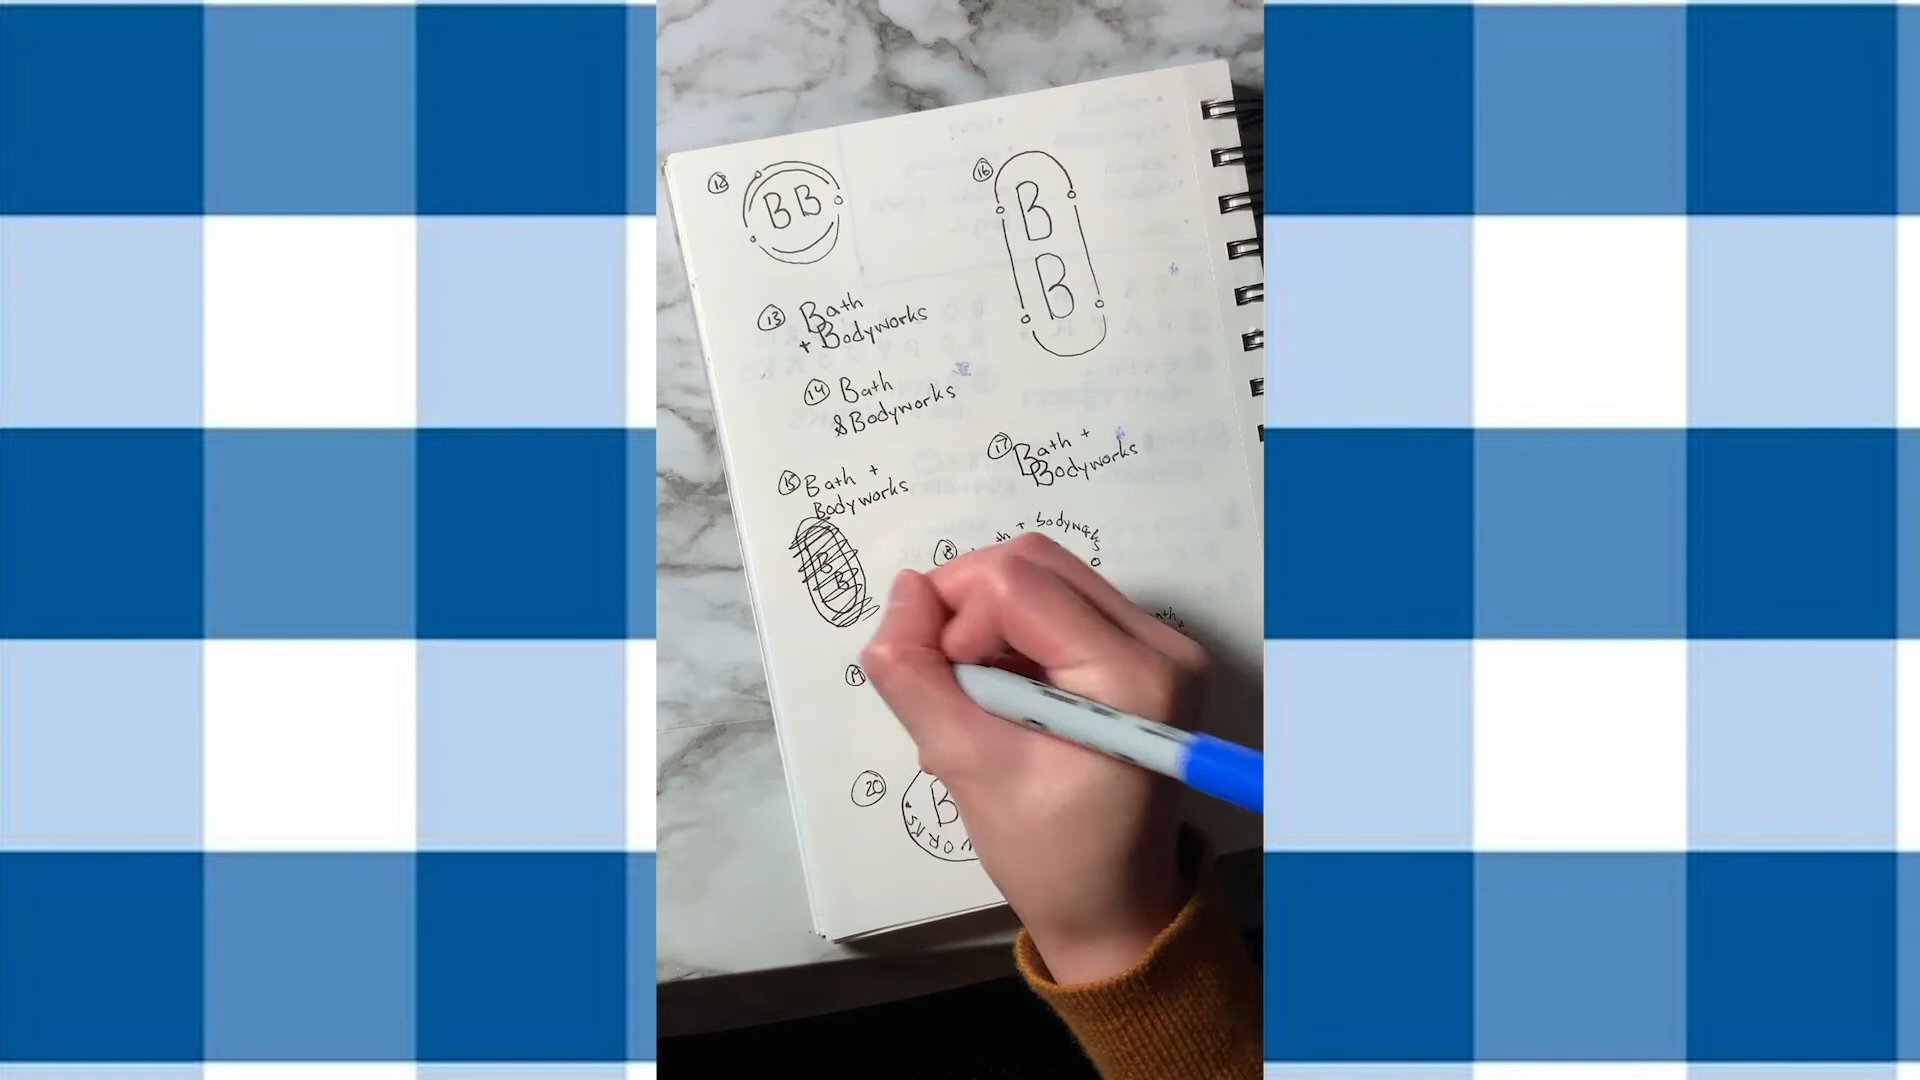 12
BB
16
B
B
13 Bath
+ Bodyworks
14 Bath
& Bodyworks
15 Bath +
Bodyworks
B
B
17 Bath +
Bodyworks
18
+ bodyworks
19
20
B